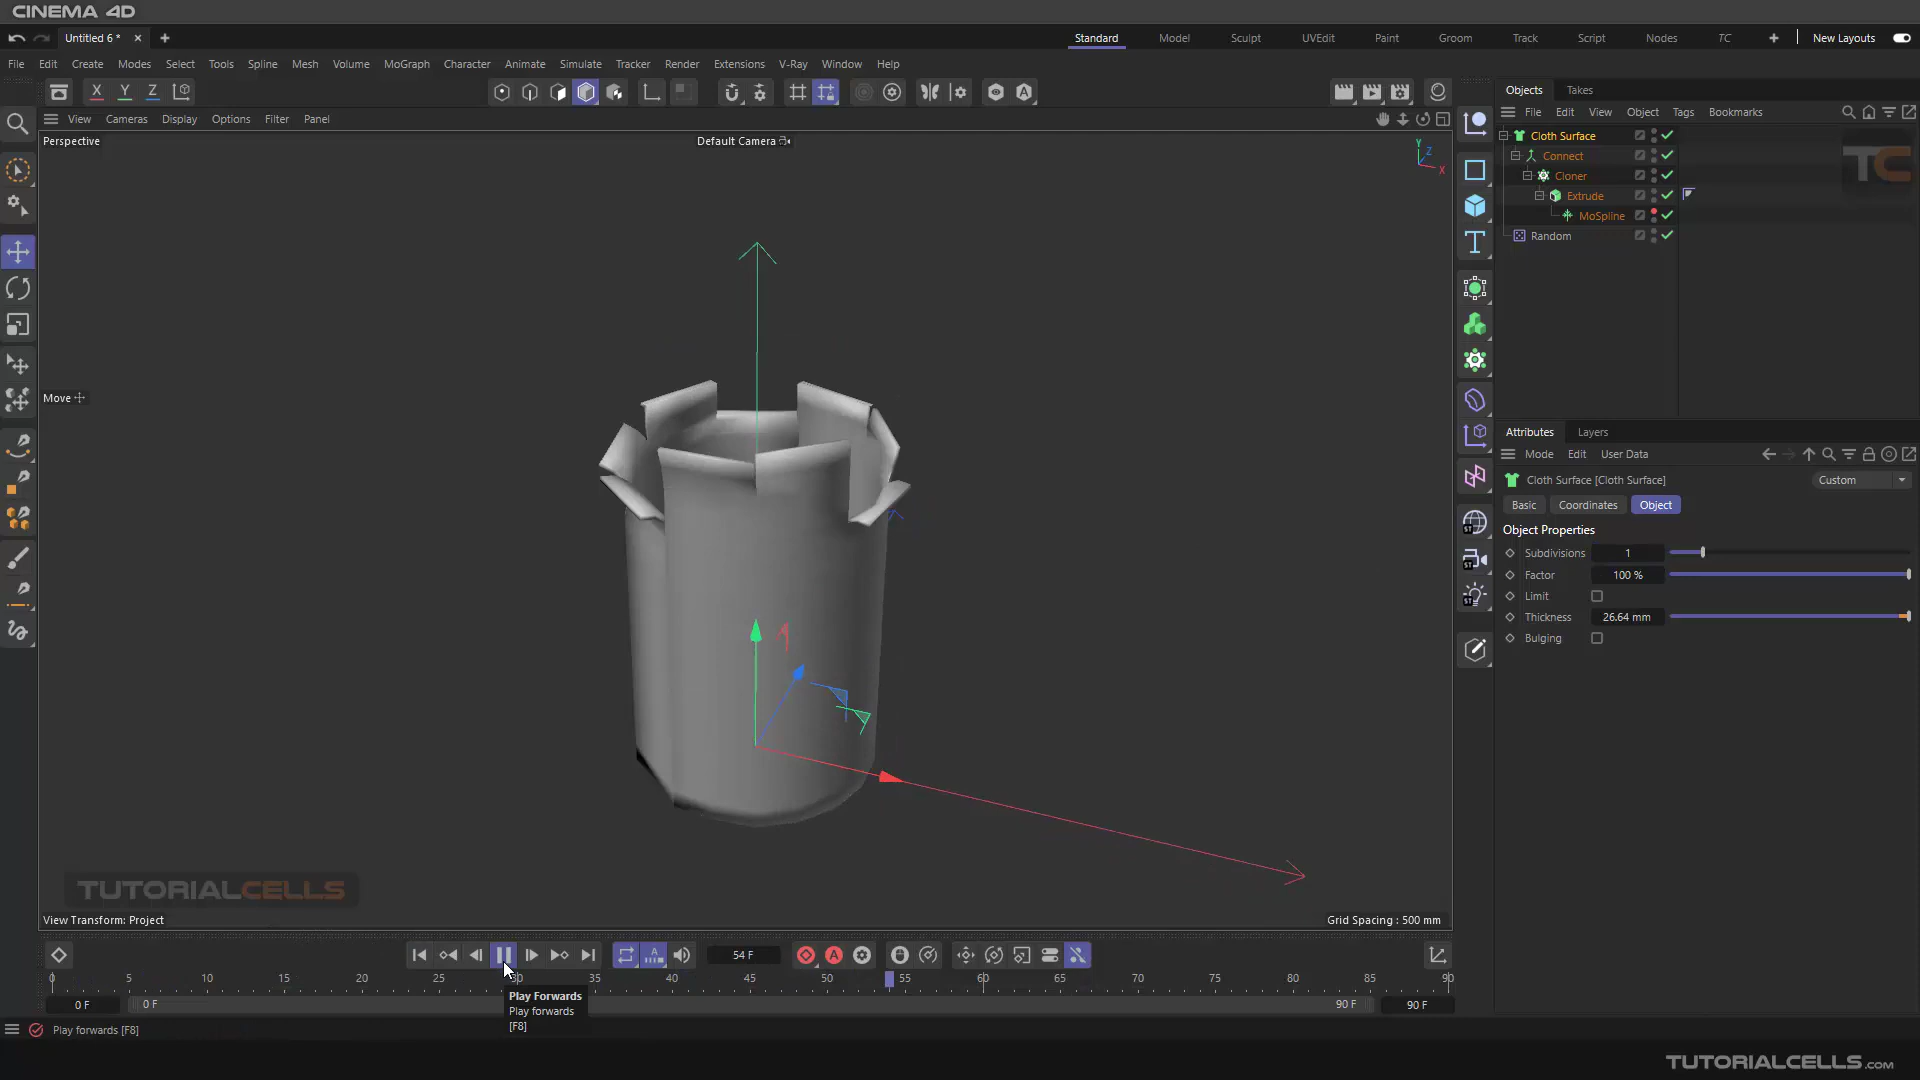 CINEMA 4D
Untitled 6 *
Standard
Model
Sculpt
UVEdit
Paint
Groom
Track
Script
Nodes
TC
New Layouts
File
Edit
Create
Modes
Select
Tools
Spline
Mesh
Volume
MoGraph
Character
Animate
Simulate
Tracker
Render
Extensions
V-Ray
Window
Help
X
Y
Z
View
Cameras
Display
Options
Filter
Panel
Perspective
Default Camera
Y
Z
X
Move
TUTORIALCELLS
View Transform: Project
Grid Spacing : 500 mm
Objects
Takes
File
Edit
View
Object
Tags
Bookmarks
Cloth Surface
Connect
Cloner
Extrude
MoSpline
Random
TC
Attributes
Layers
Mode
Edit
User Data
Cloth Surface [Cloth Surface]
Custom
Basic
Coordinates
Object
Object Properties
Subdivisions
1
Factor
100 %
Limit
Thickness
26.64 mm
Bulging
54 F
0
5
10
15
20
25
30
35
40
45
50
55
60
65
70
75
80
85
90
0 F
0 F
90 F
90 F
Play Forwards
Play forwards
[F8]
Play forwards [F8]
TUTORIALCELLS.COM